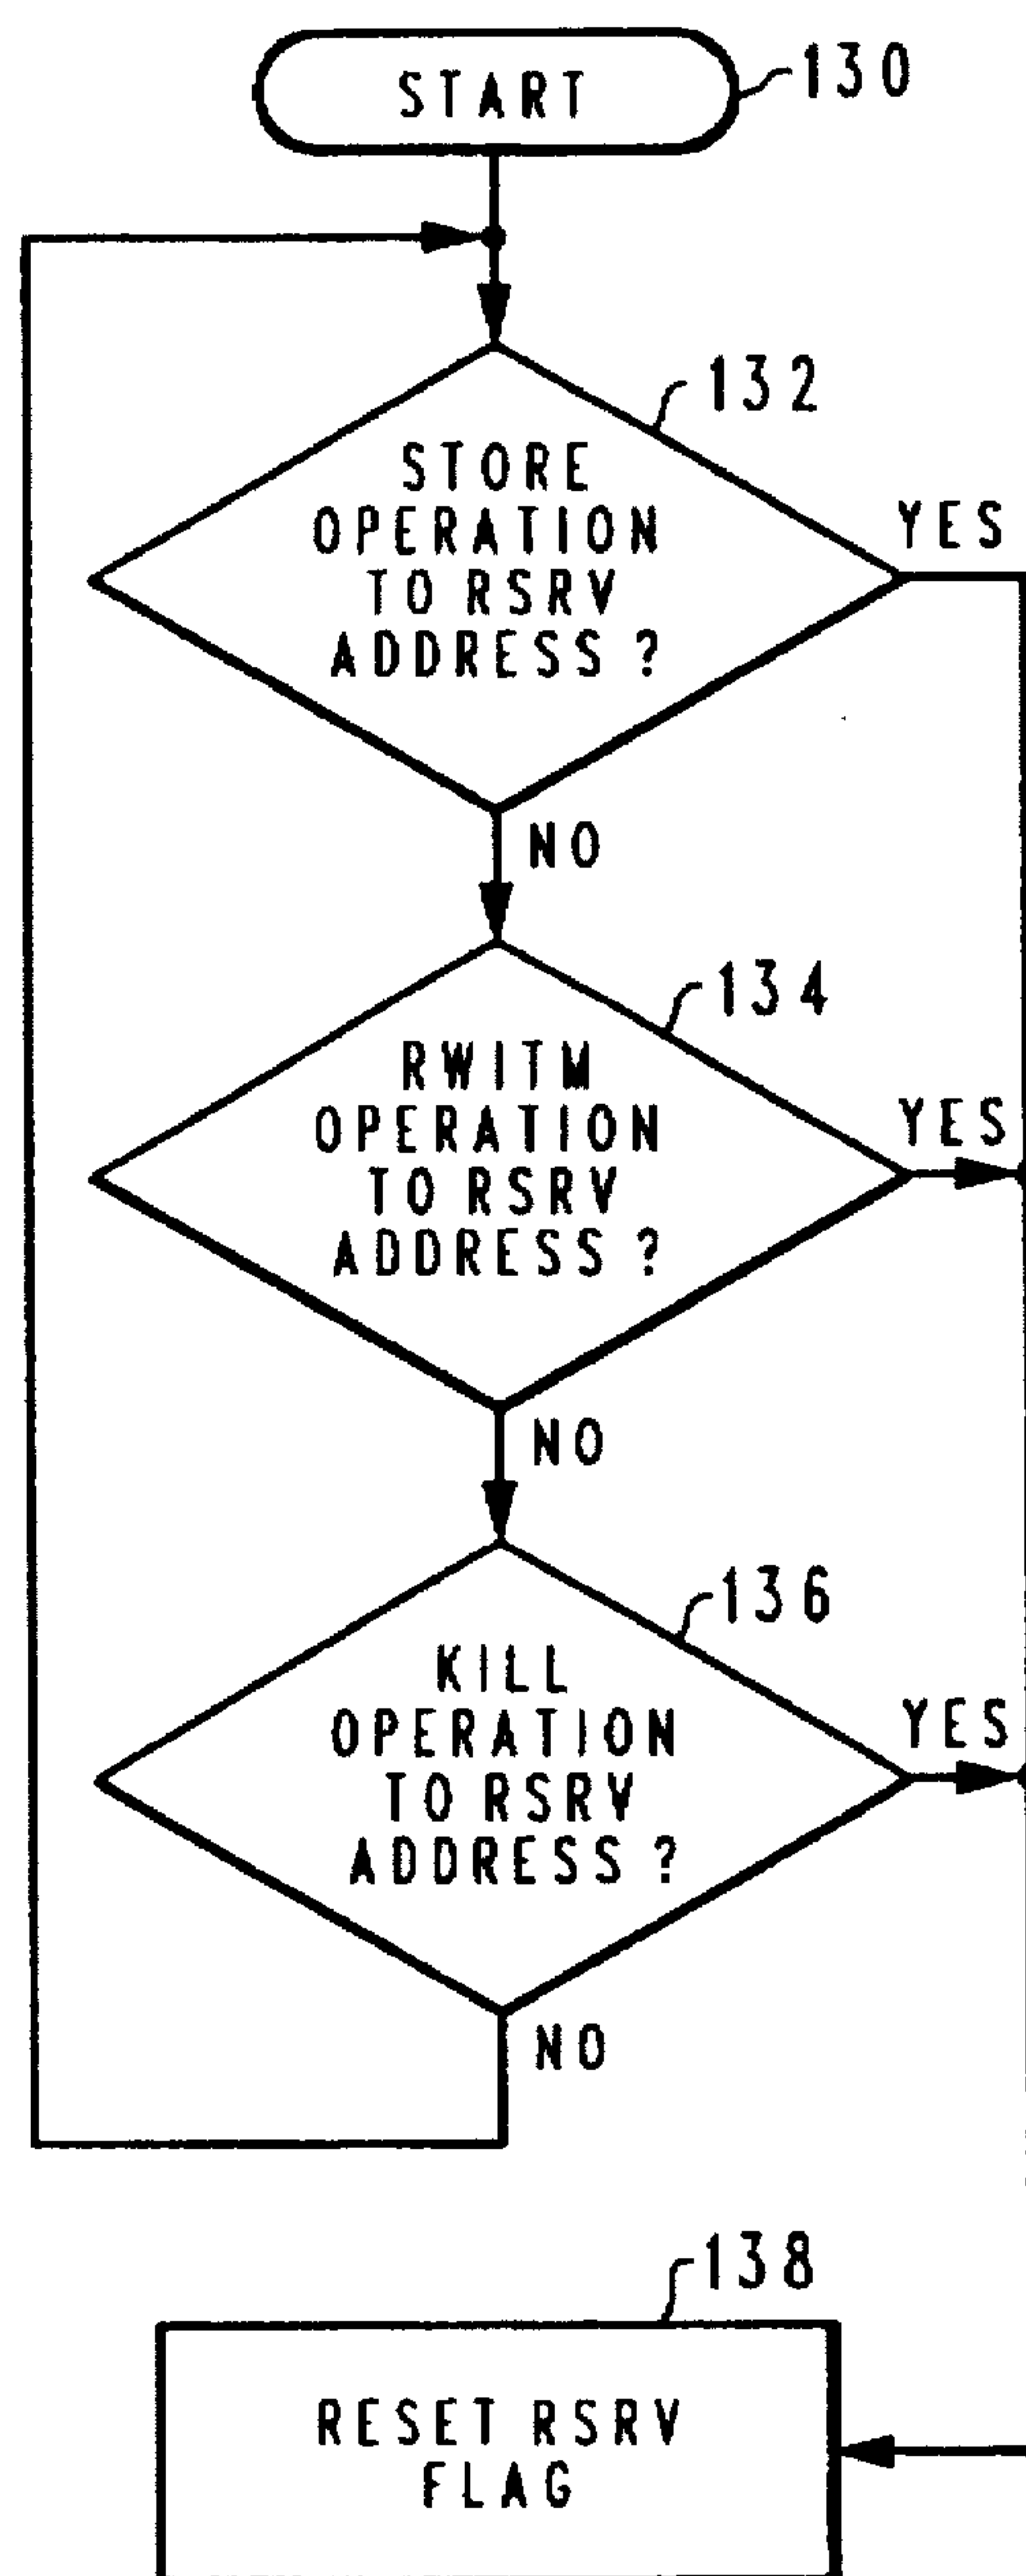 START
130
132
STORE
OPERATION
TO RSRV
ADDRESS ?
YES
NO
134
RWITM
OPERATION
TO RSRV
ADDRESS ?
YES
NO
136
KILL
OPERATION
TO RSRV
ADDRESS ?
YES
NO
138
RESET RSRV
FLAG